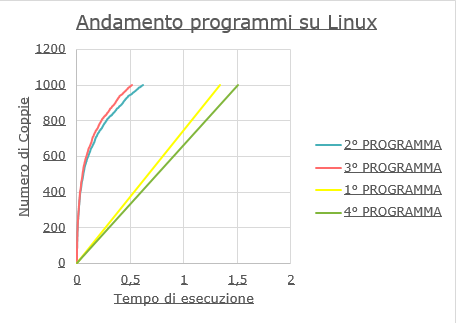 Andamento programmi su Linux
1200
1000
800
600
400
200
0
Numero di Coppie
0 0,5 1 1,5 2
Tempo di esecuzione
2° PROGRAMMA
3° PROGRAMMA
1° PROGRAMMA
4° PROGRAMMA